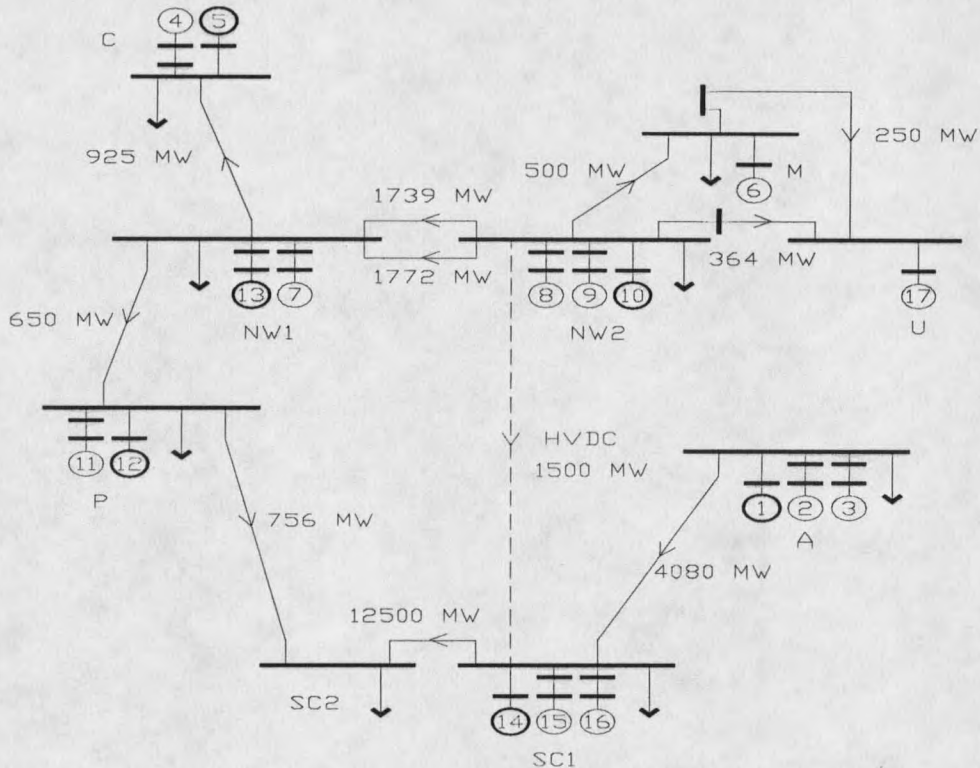 4 5
C
925 MW
500 MW
6
M
250 MW
1739 MW
1772 MW
364 MW
13 7
8 9 10
17
NW1
NW2
U
650 MW
11 12
P
HVDC
1500 MW
1 2 3
A
756 MW
4080 MW
12500 MW
SC2
14 15 16
SC1